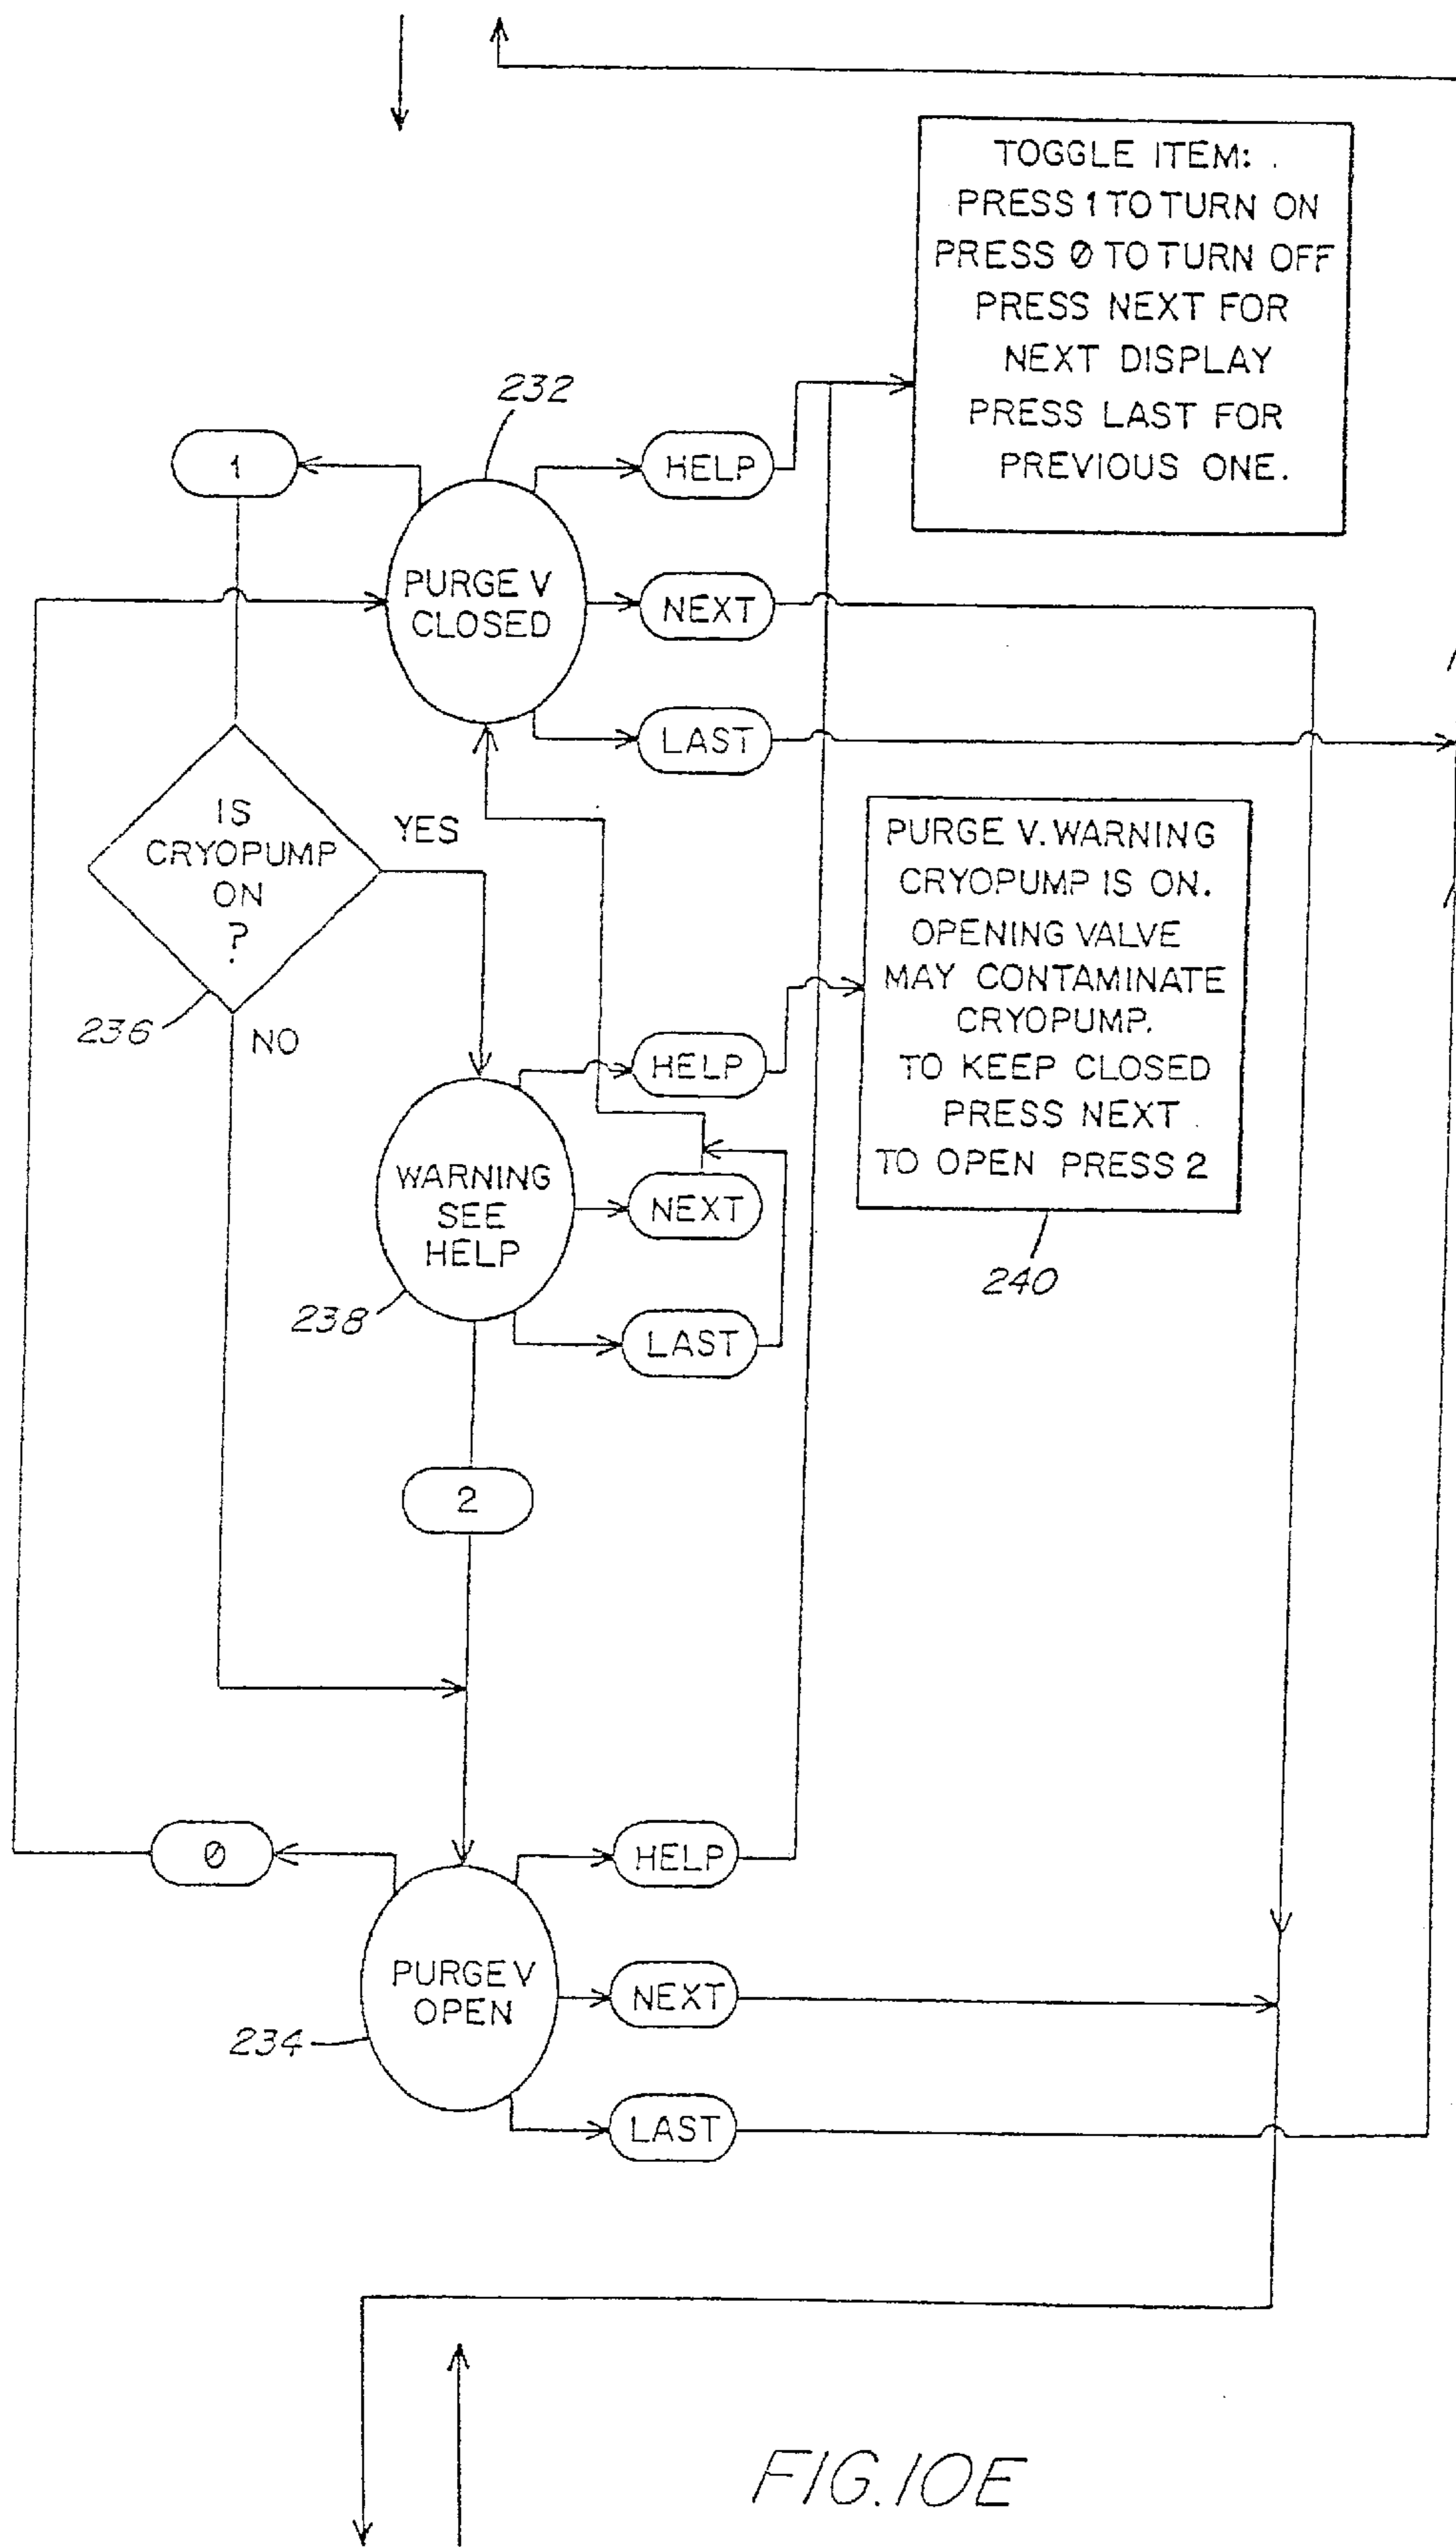 TOGGLE ITEM:
PRESS 1 TO TURN ON
PRESS 0 TO TURN OFF
PRESS NEXT FOR
NEXT DISPLAY
PRESS LAST FOR
PREVIOUS ONE.
232
1
HELP
PURGE V
CLOSED
NEXT
LAST
IS
CRYOPUMP
ON
?
YES
236
NO
PURGE V. WARNING
CRYOPUMP IS ON.
OPENING VALVE
MAY CONTAMINATE
CRYOPUMP.
TO KEEP CLOSED
PRESS NEXT
TO OPEN PRESS 2
240
HELP
WARNING
SEE
HELP
NEXT
238
LAST
2
0
HELP
PURGE V
OPEN
NEXT
234
LAST
FIG. 10E